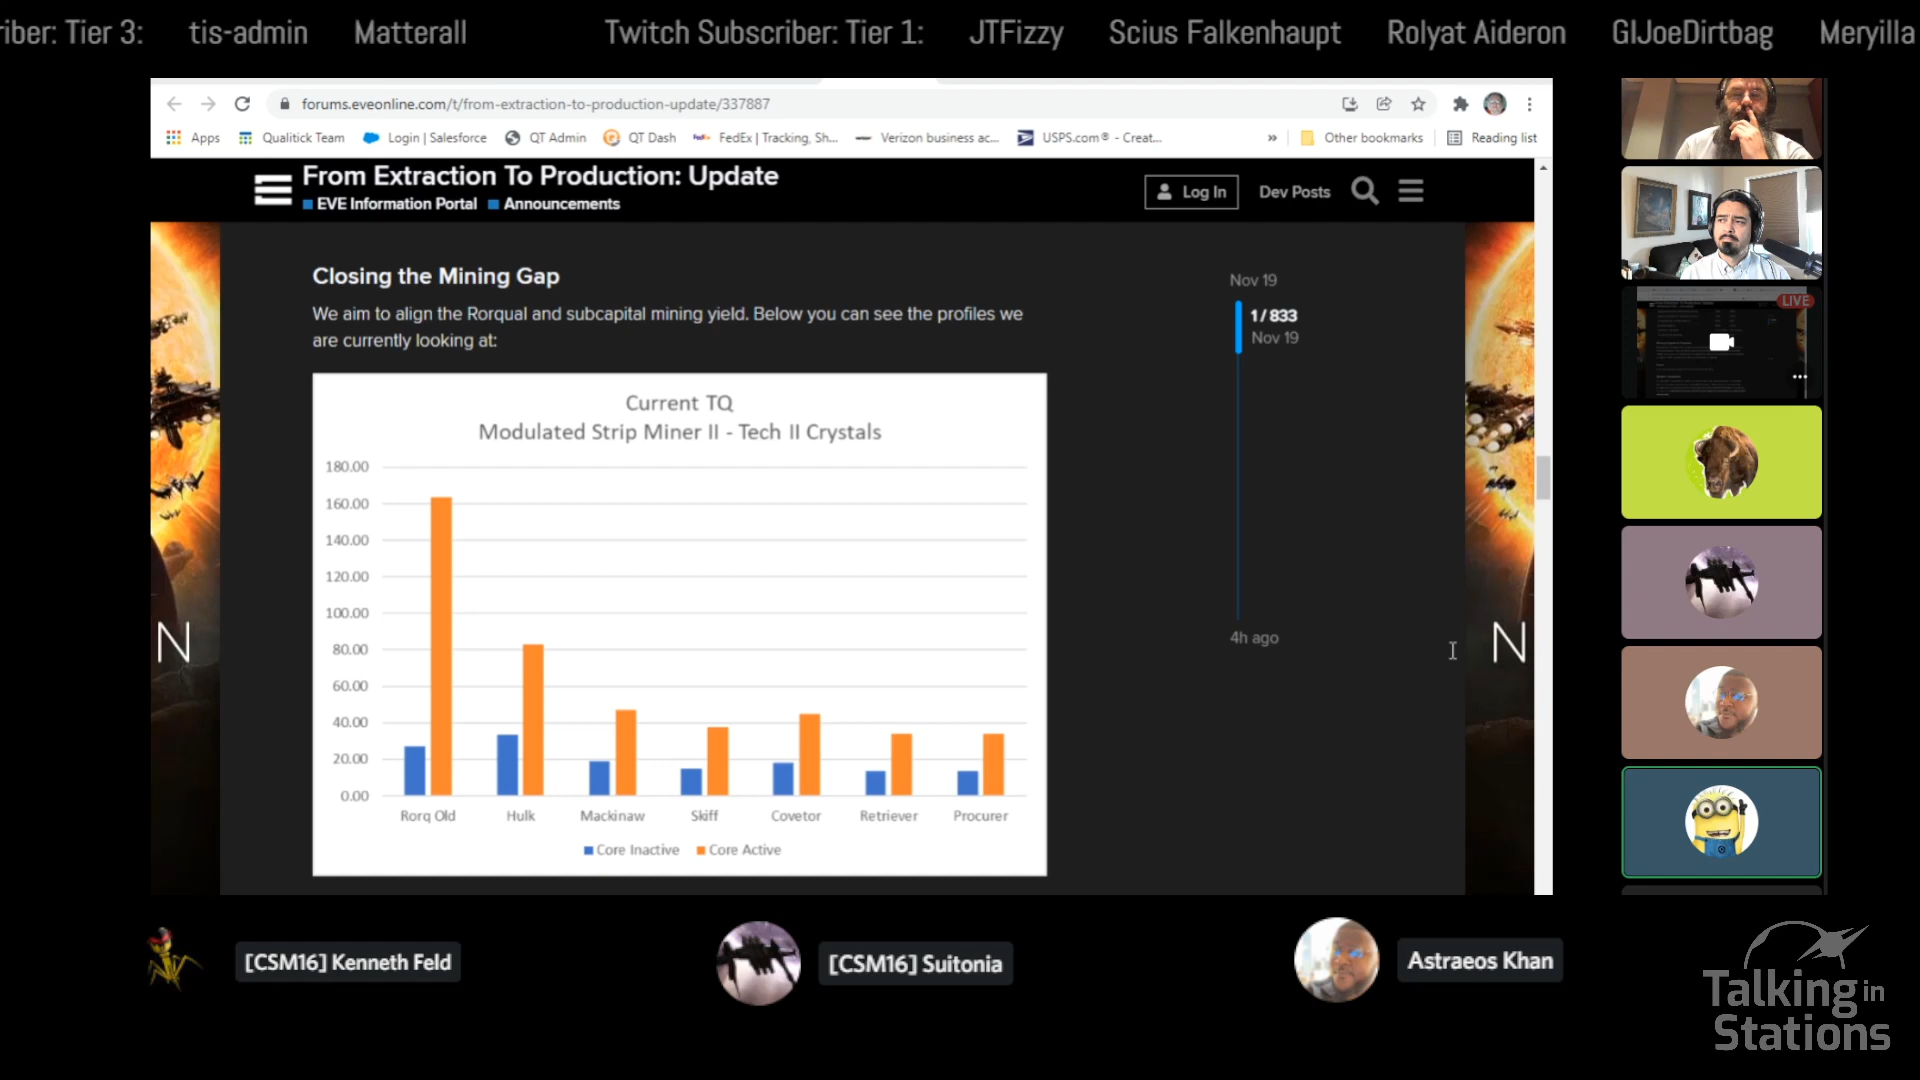 riber: Tier 3: tis-admin Matterall Twitch Subscriber: Tier 1: JTFizzy Scius Falkenhaupt Rolyat Aideron GIJoeDirtbag Meryilla
forums.eveonline.com/t/from-extraction-to-production-update/337887
Apps Qualitick Team Login | Salesforce QT Admin QT Dash FedEx | Tracking, Sh... Verizon business ac... USPS.com® - Creat... » Other bookmarks Reading list
From Extraction To Production: Update
EVE Information Portal Announcements
Log In Dev Posts
LIVE
Closing the Mining Gap
We aim to align the Rorqual and subcapital mining yield. Below you can see the profiles we
are currently looking at:
Nov 19
1 / 833
Nov 19
4h ago
Current TQ
Modulated Strip Miner II - Tech II Crystals
180.00
160.00
140.00
120.00
100.00
80.00
60.00
40.00
20.00
0.00
Rorq Old Hulk Mackinaw Skiff Covetor Retriever Procurer
Core Inactive Core Active
N
N
[CSM16] Kenneth Feld
[CSM16] Suitonia
Astraeos Khan
Talking in
Stations